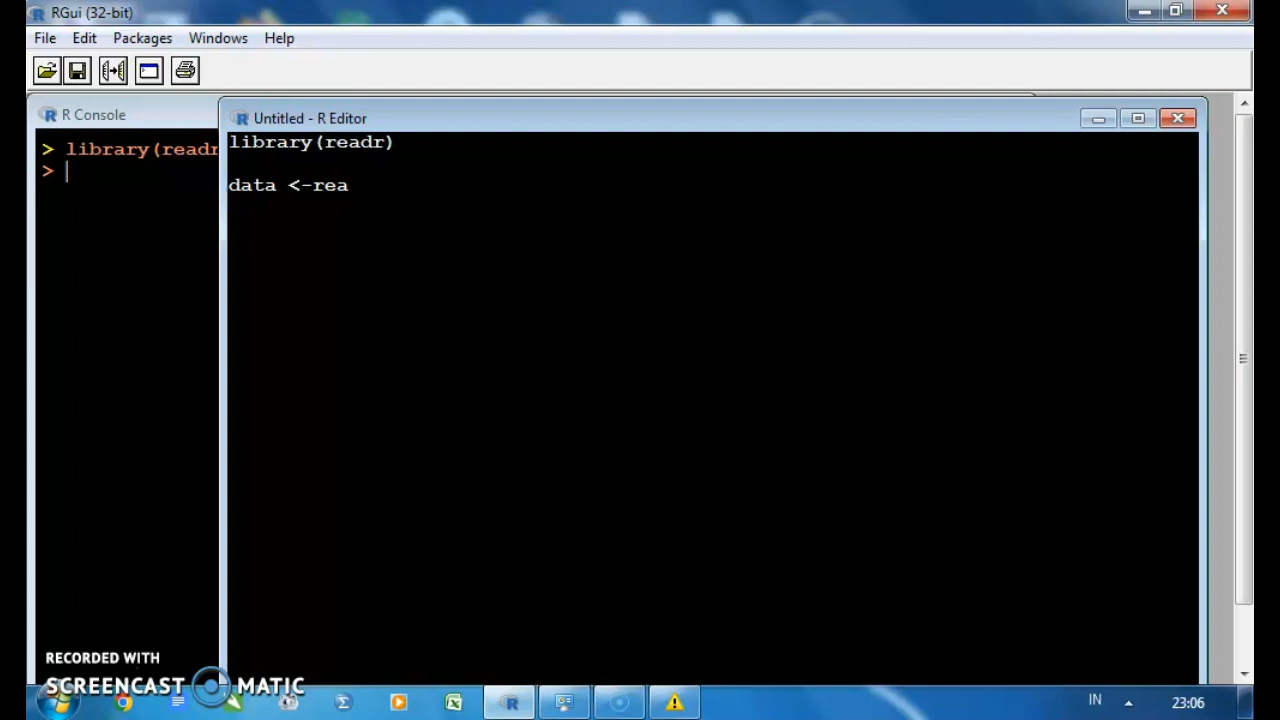 RGui (32-bit)
File Edit Packages Windows Help
R Console
> library(readr
>
Untitled - R Editor
library(readr)
data <-rea
RECORDED WITH
SCREENCAST MATIC
IN
23:06